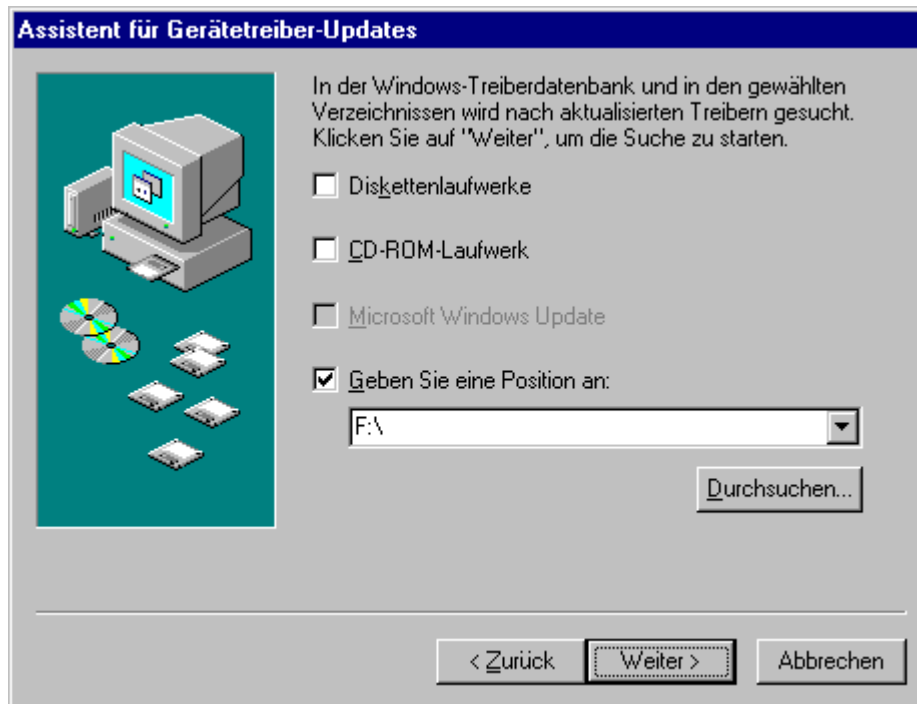 Assistent für Gerätetreiber-Updates
In der Windows-Treiberdatenbank und in den gewählten
Verzeichnissen wird nach aktualisierten Treibern gesucht.
Klicken Sie auf "Weiter", um die Suche zu starten.
Diskettenlaufwerke
CD-ROM-Laufwerk
Microsoft Windows Update
Geben Sie eine Position an:
F:\
Durchsuchen...
< Zurück
Weiter >
Abbrechen